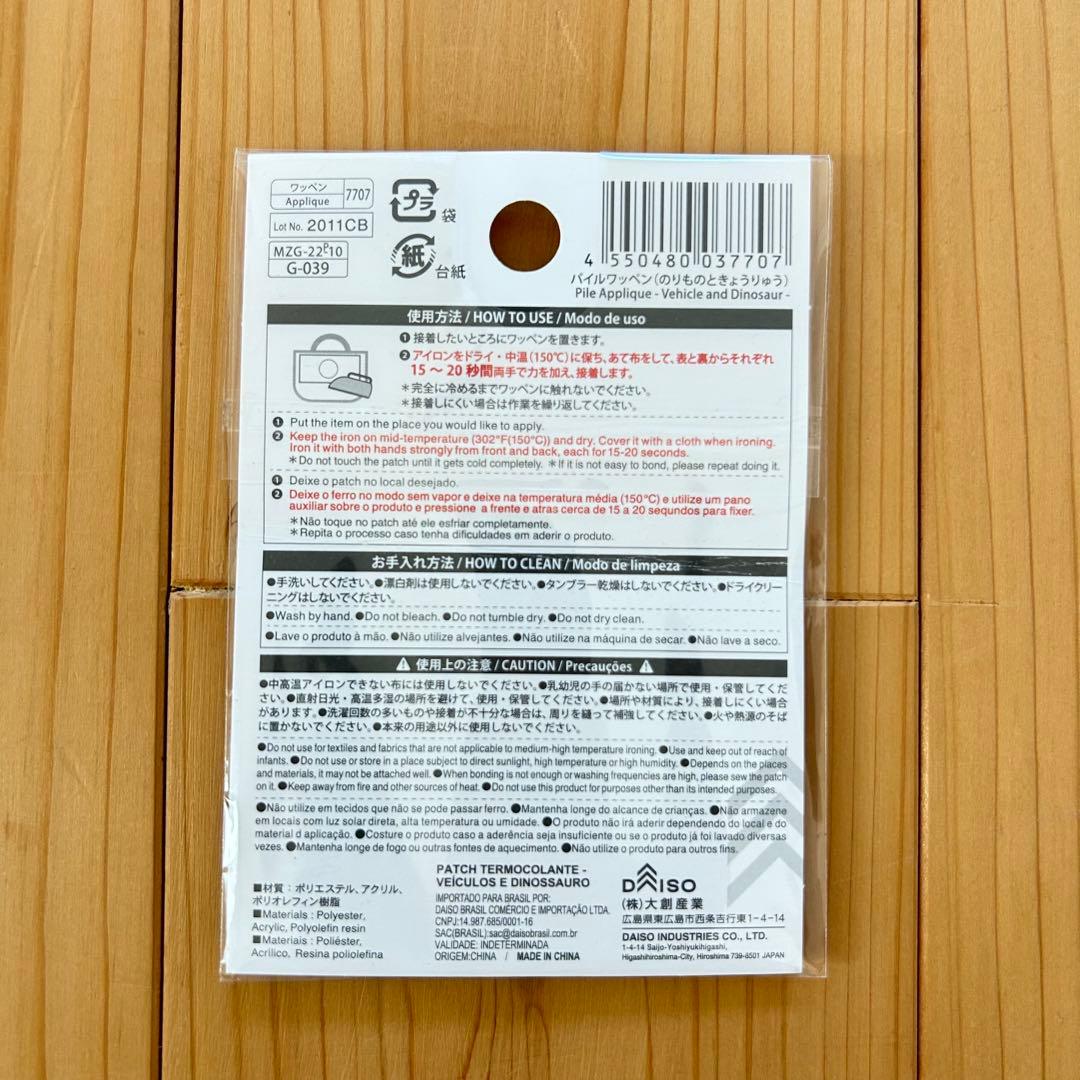 ワッペン
Applique
7707
Lot No. 2011CB
MZG-22P10
G-039
プラ
袋
紙
台紙
4 550480 037707
パイルワッペン(のりものときょうりゅう)
Pile Applique - Vehicle and Dinosaur -
使用方法 / HOW TO USE / Modo de uso
❶ 接着したいところにワッペンを置きます。
❷ アイロンをドライ・中温(150℃)に保ち、あて布をして、表と裏からそれぞれ
15 ~ 20 秒間両手で力を加え、接着します。
*完全に冷めるまでワッペンに触れないでください。
*接着しにくい場合は作業を繰り返してください。
❶ Put the item on the place you would like to apply.
❷ Keep the iron on mid-temperature (302°F(150℃)) and dry. Cover it with a cloth when ironing.
Iron it with both hands strongly from front and back, each for 15-20 seconds.
*Do not touch the patch until it gets cold completely. *If it is not easy to bond, please repeat doing it.
❶ Deixe o patch no local desejado.
❷ Deixe o ferro no modo sem vapor e deixe na temperatura média (150℃) e utilize um pano
auxiliar sobre o produto e pressione a frente e atras cerca de 15 a 20 sequndos para fixer.
*Não toque no patch até ele esfriar completamente.
*Repita o processo caso tenha dificuldades em aderir o produto.
お手入れ方法 / HOW TO CLEAN / Modo de limpeza
●手洗いしてください。●漂白剤は使用しないでください。●タンブラー乾燥はしないでください。●ドライクリー
ニングはしないでください。
●Wash by hand. ●Do not bleach. ●Do not tumble dry. ●Do not dry clean.
●Lave o produto à mão. ●Não utilize alvejantes. ●Não utilize na máquina de secar. ●Não lave a seco.
使用上の注意 / CAUTION / Precauções
●中高温アイロンできない布には使用しないでください。●乳幼児の手の届かない場所で使用・保管してくだ
さい。●直射日光・高温多湿の場所を避けて、使用・保管してください。●場所や材質により、接着しにくい場合
があります。●洗濯回数の多いものや接着が不十分な場合は、周りを縫って補強してください。●火や熱源のそば
に置かないでください。●本来の用途以外に使用しないでください。
●Do not use for textiles and fabrics that are not applicable to medium-high temperature ironing. ●Use and keep out of reach of
infants. ●Do not use or store in a place subject to direct sunlight, high temperature or high humidity. ●Depends on the places
and materials, it may not be attached well. ●When bonding is not enough or washing frequencies are high, please sew the patch
on it. ●Keep away from fire and other sources of heat. ●Do not use this product for purposes other than its intended purposes.
●Não utilize em tecidos que não se pode passar ferro. ●Mantenha longe do alcance de crianças. ●Não armazene
em locais com luz solar direta, alta temperatura ou umidade. ●O produto não irá aderir dependendo do local e do
material d aplicação. ●Costure o produto caso a aderência seja insuficiente ou se o produto já foi lavado diversas
vezes. ●Mantenha longe de fogo ou outras fontes de aquecimento. ●Não utilize o produto para outros fins.
■材質：ポリエステル、アクリル、
ポリオレフィン樹脂
■Materials : Polyester,
Acrylic, Polyolefin resin
■Materiais : Poliéster,
Acrílico, Resina poliolefina
PATCH TERMOCOLANTE -
VEÍCULOS E DINOSSAURO
IMPORTADO PARA BRASIL POR:
DAISO BRASIL COMÉRCIO E IMPORTAÇÃO LTDA.
CNPJ:14.987.685/0001-16
SAC(BRASIL):sac@daisobrasil.com.br
VALIDADE: INDETERMINADA
ORIGEM:CHINA / MADE IN CHINA
DAISO
(株)大創産業
広島県東広島市西条吉行東1-4-14
DAISO INDUSTRIES CO., LTD.
1-4-14 Saijo-Yoshiyukihigashi,
Higashihiroshima-City, Hiroshima 739-8501 JAPAN